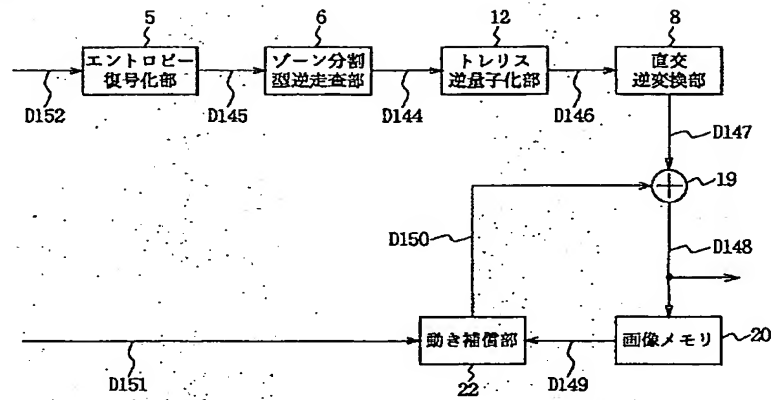 5
6
12
8
エントロピー
復号化部
ゾーン分割
型逆走査部
トレリス
逆量子化部
直交
逆変換部
D152
D145
D144
D146
D147
19
D150
D148
動き補償部
画像メモリ
20
D151
22
D149